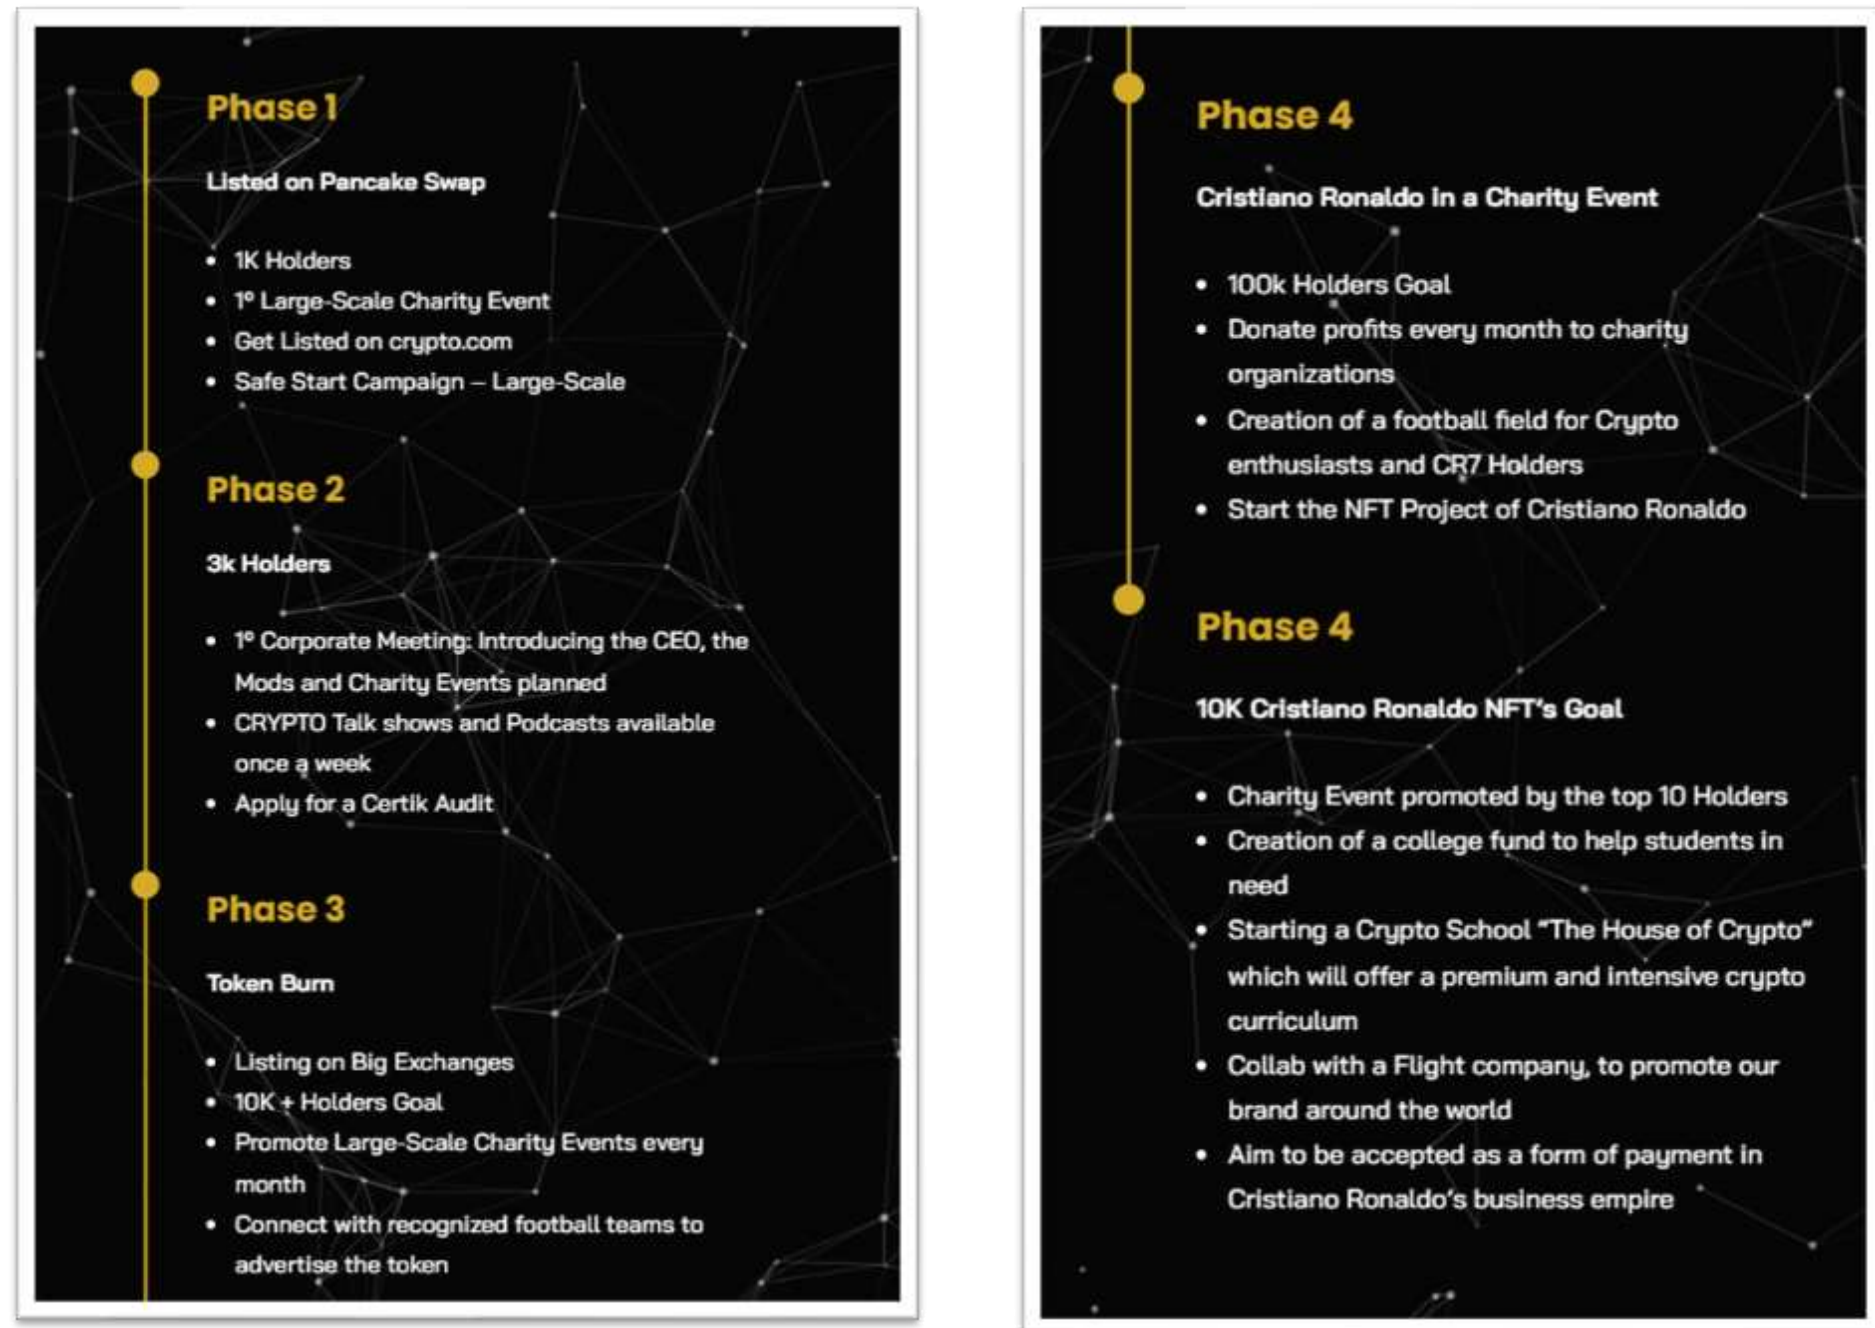 Phase 1
Listed on Pancake Swap
• 1K Holders
• 1º Large-Scale Charity Event
• Get Listed on crypto.com
• Safe Start Campaign – Large-Scale
Phase 2
3k Holders
• 1º Corporate Meeting: Introducing the CEO, the
Mods and Charity Events planned
• CRYPTO Talk shows and Podcasts available
once a week
• Apply for a Certik Audit
Phase 3
Token Burn
• Listing on Big Exchanges
• 10K + Holders Goal
• Promote Large-Scale Charity Events every
month
• Connect with recognized football teams to
advertise the token
Phase 4
Cristiano Ronaldo in a Charity Event
• 100k Holders Goal
• Donate profits every month to charity
organizations
• Creation of a football field for Crypto
enthusiasts and CR7 Holders
• Start the NFT Project of Cristiano Ronaldo
Phase 4
10K Cristiano Ronaldo NFT's Goal
• Charity Event promoted by the top 10 Holders
• Creation of a college fund to help students in
need
• Starting a Crypto School "The House of Crypto"
which will offer a premium and intensive crypto
curriculum
• Collab with a Flight company, to promote our
brand around the world
• Aim to be accepted as a form of payment in
Cristiano Ronaldo's business empire